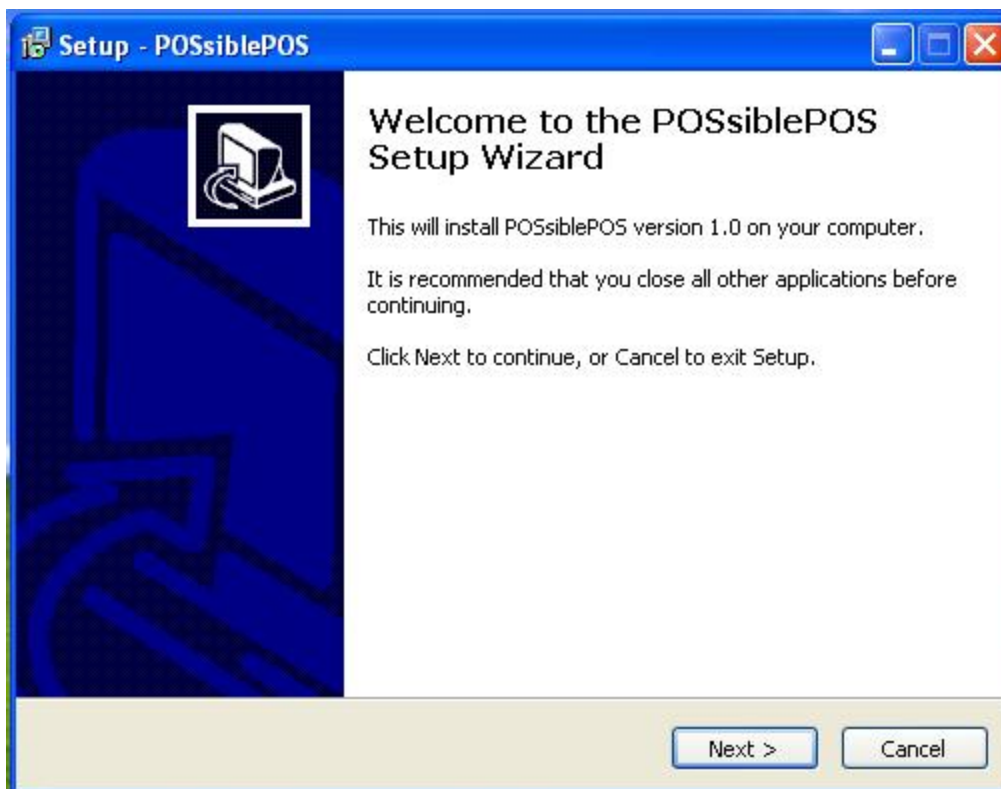 Setup - POSsiblePOS
Welcome to the POSsiblePOS
Setup Wizard
This will install POSsiblePOS version 1.0 on your computer.
It is recommended that you close all other applications before
continuing.
Click Next to continue, or Cancel to exit Setup.
Next >
Cancel